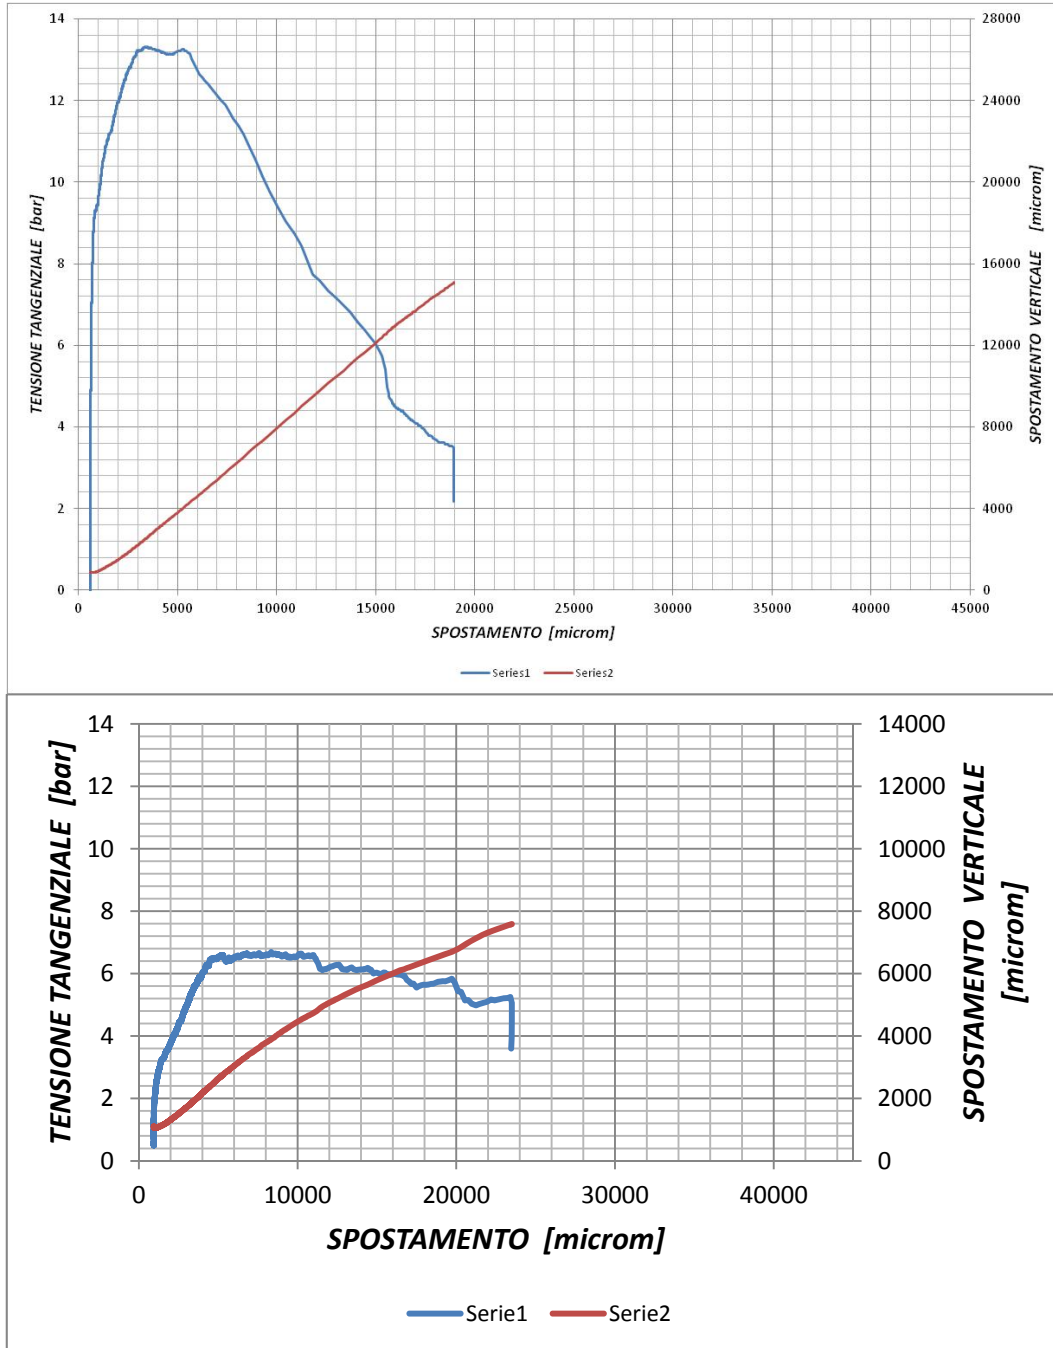 14
12
10
8
6
4
2
0
TENSIONE TANGENZIALE [bar]
28000
24000
20000
16000
12000
8000
4000
0
SPOSTAMENTO VERTICALE [microm]
0 5000 10000 15000 20000 25000 30000 35000 40000 45000
SPOSTAMENTO [microm]
Series1 Series2
14
12
10
8
6
4
2
0
TENSIONE TANGENZIALE [bar]
14000
12000
10000
8000
6000
4000
2000
0
SPOSTAMENTO VERTICALE
[microm]
0 10000 20000 30000 40000
SPOSTAMENTO [microm]
Serie1 Serie2